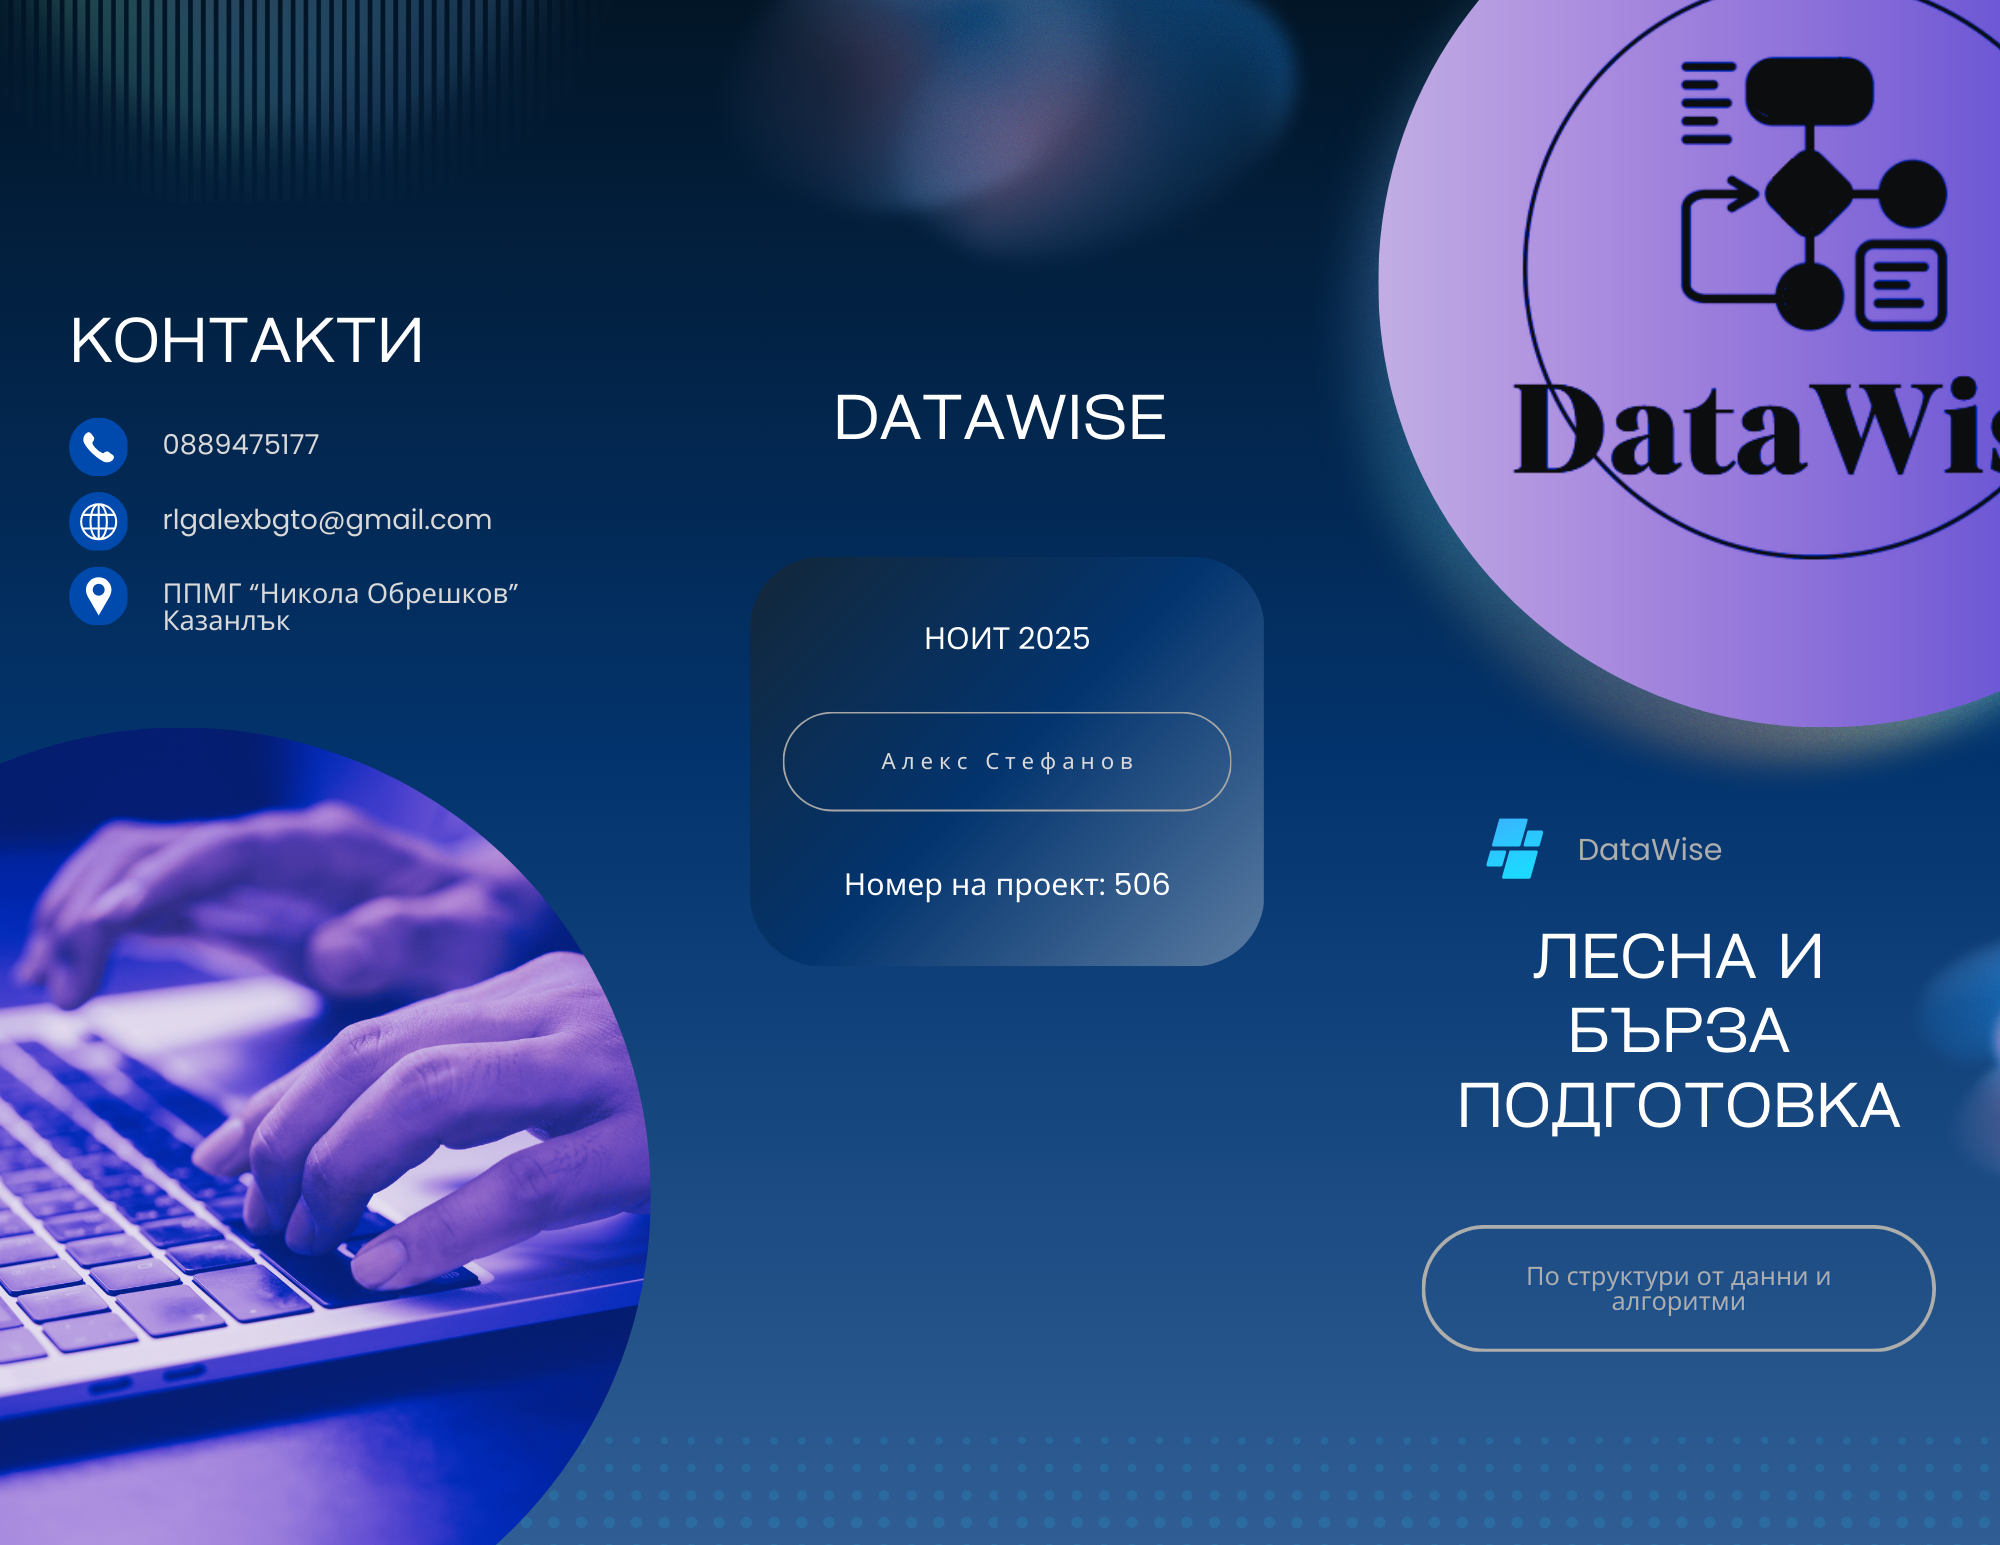 КОНТАКТИ
0889475177
rlgalexbgto@gmail.com
ППМГ “Никола Обрешков”
Казанлък
DATAWISE
НОИТ 2025
Алекс Стефанов
Номер на проект: 506
DataWis
DataWise
ЛЕСНА И
БЪРЗА
ПОДГОТОВКА
По структури от данни и
алгоритми